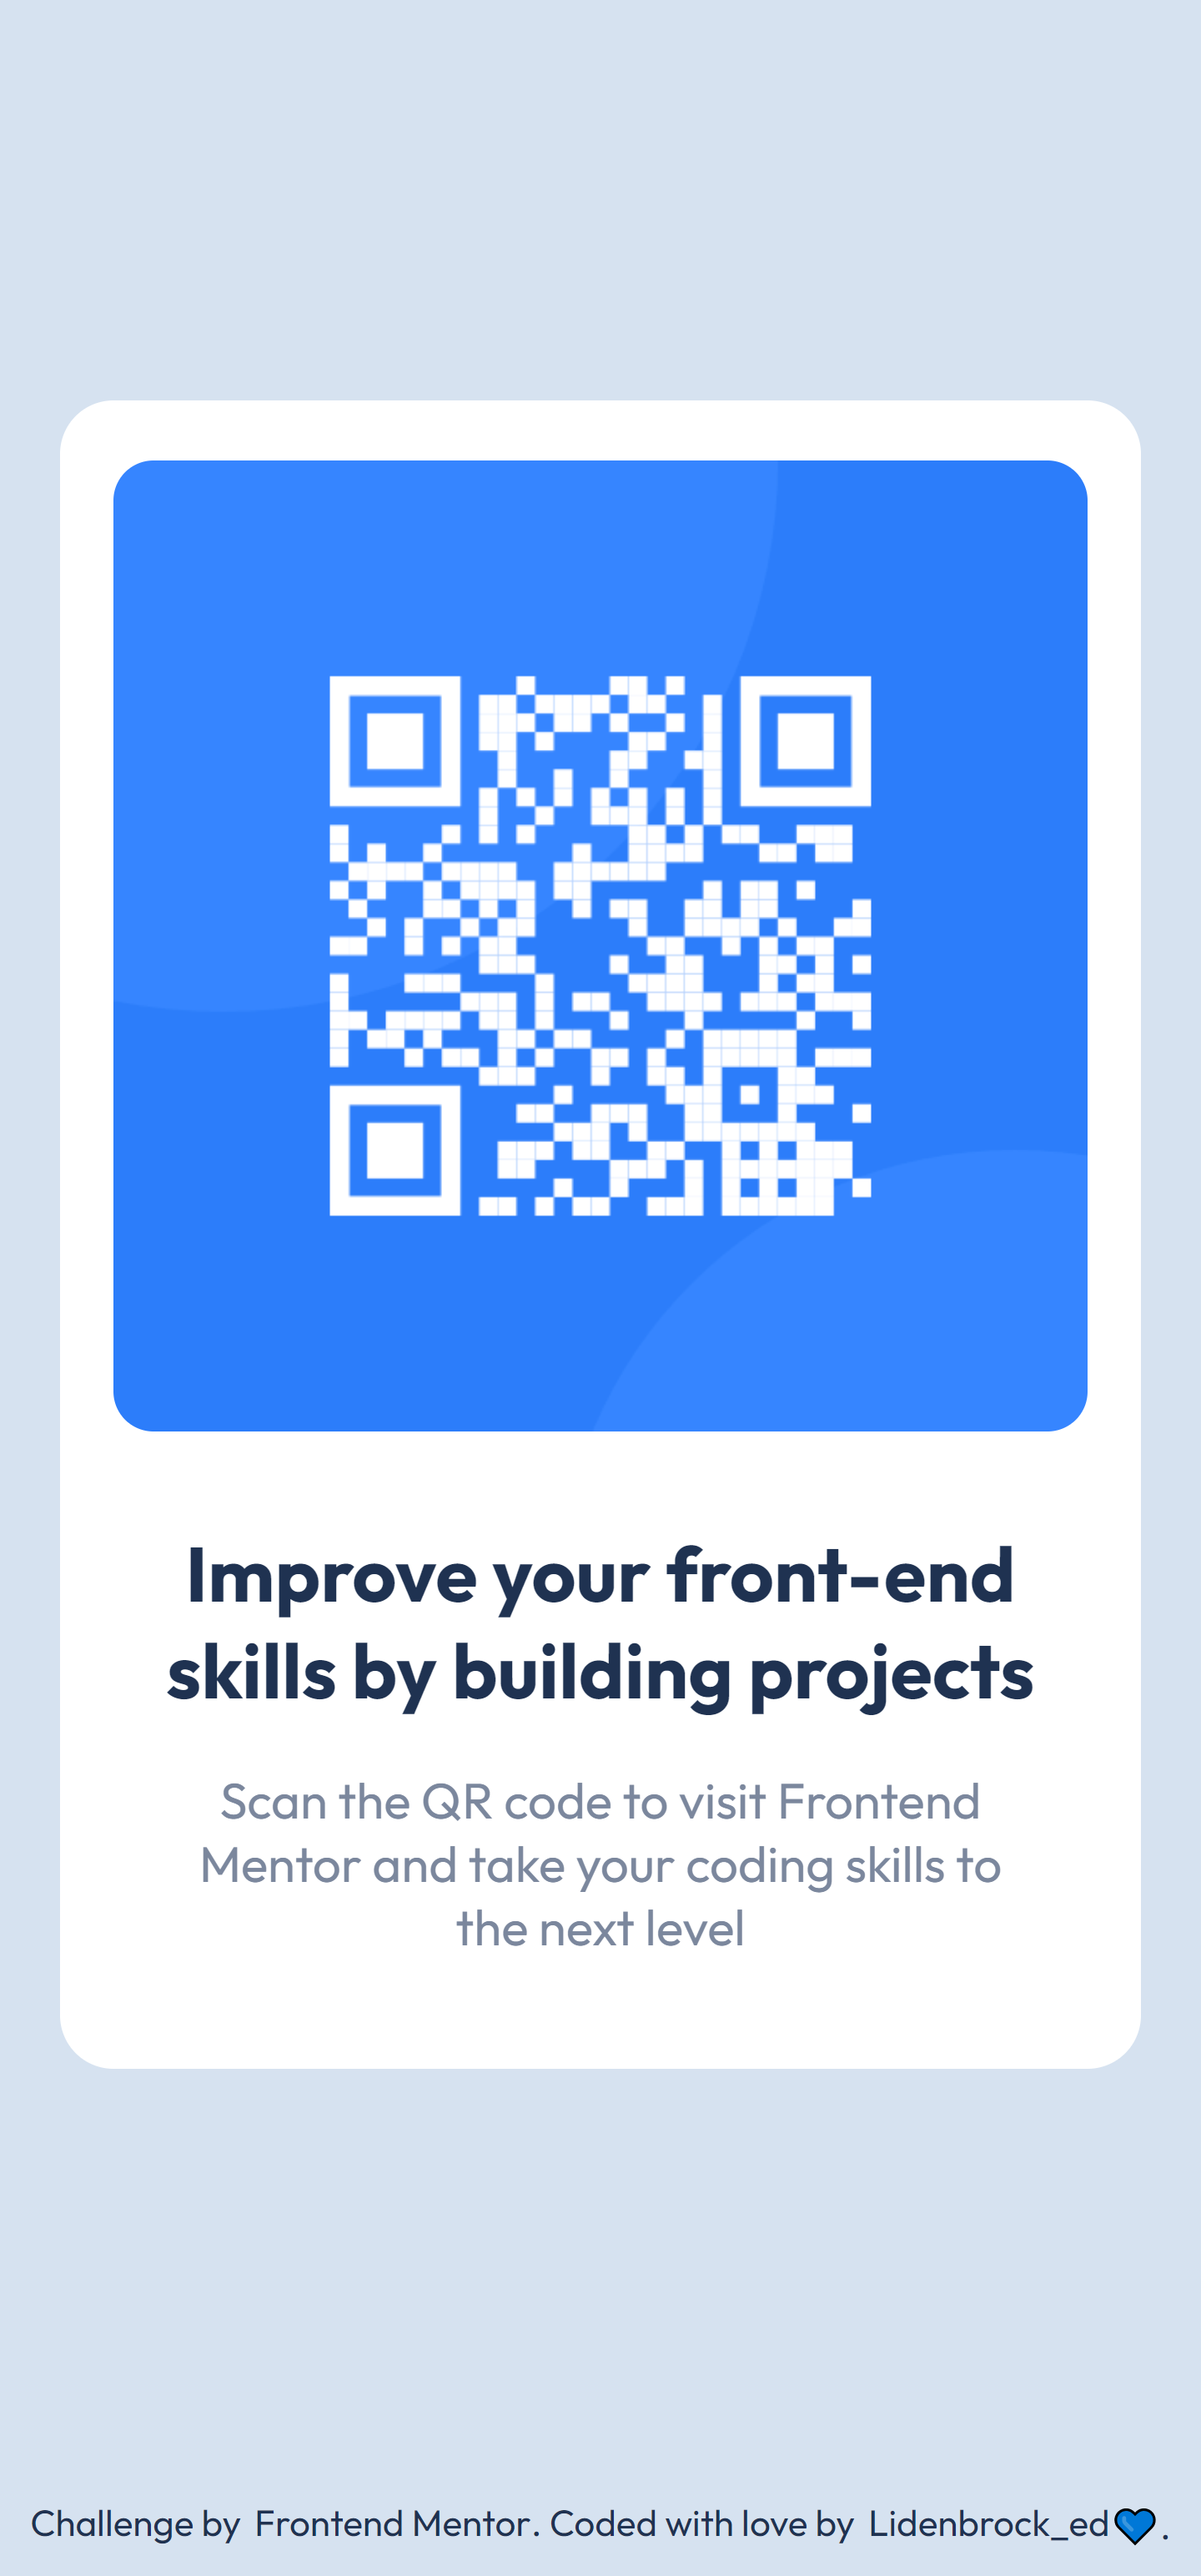 Improve your front-end
skills by building projects
Scan the QR code to visit Frontend
Mentor and take your coding skills to
the next level
Challenge by Frontend Mentor. Coded with love by Lidenbrock_ed💙.